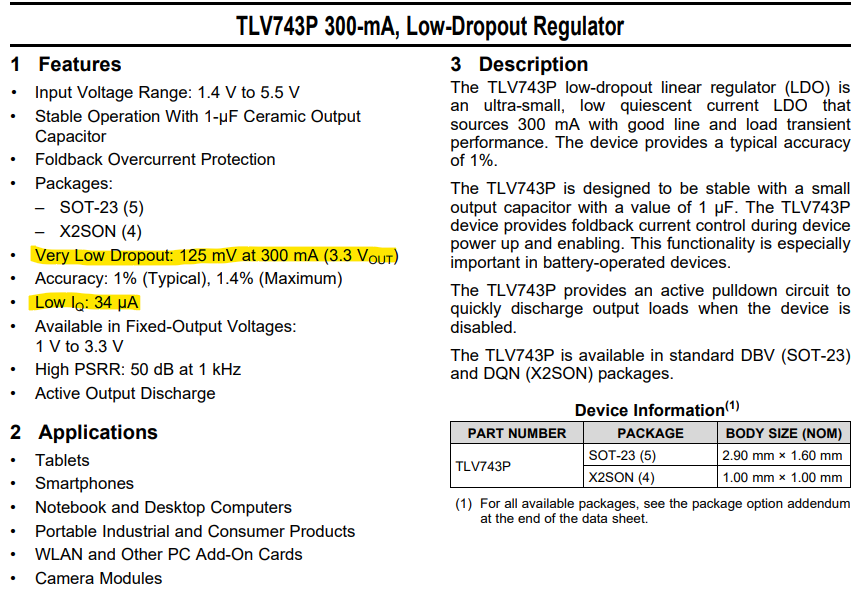 TLV743P 300-mA, Low-Dropout Regulator
1 Features
• Input Voltage Range: 1.4 V to 5.5 V
• Stable Operation With 1-µF Ceramic Output
Capacitor
• Foldback Overcurrent Protection
• Packages:
– SOT-23 (5)
– X2SON (4)
• Very Low Dropout: 125 mV at 300 mA (3.3 VOUT)
• Accuracy: 1% (Typical), 1.4% (Maximum)
• Low IQ: 34 µA
• Available in Fixed-Output Voltages:
1 V to 3.3 V
• High PSRR: 50 dB at 1 kHz
• Active Output Discharge
2 Applications
• Tablets
• Smartphones
• Notebook and Desktop Computers
• Portable Industrial and Consumer Products
• WLAN and Other PC Add-On Cards
• Camera Modules
3 Description
The TLV743P low-dropout linear regulator (LDO) is
an ultra-small, low quiescent current LDO that
sources 300 mA with good line and load transient
performance. The device provides a typical accuracy
of 1%.
The TLV743P is designed to be stable with a small
output capacitor with a value of 1 µF. The TLV743P
device provides foldback current control during device
power up and enabling. This functionality is especially
important in battery-operated devices.
The TLV743P provides an active pulldown circuit to
quickly discharge output loads when the device is
disabled.
The TLV743P is available in standard DBV (SOT-23)
and DQN (X2SON) packages.
Device Information(1)
PART NUMBER PACKAGE BODY SIZE (NOM)
TLV743P SOT-23 (5) 2.90 mm × 1.60 mm
X2SON (4) 1.00 mm × 1.00 mm
(1) For all available packages, see the package option addendum
at the end of the data sheet.